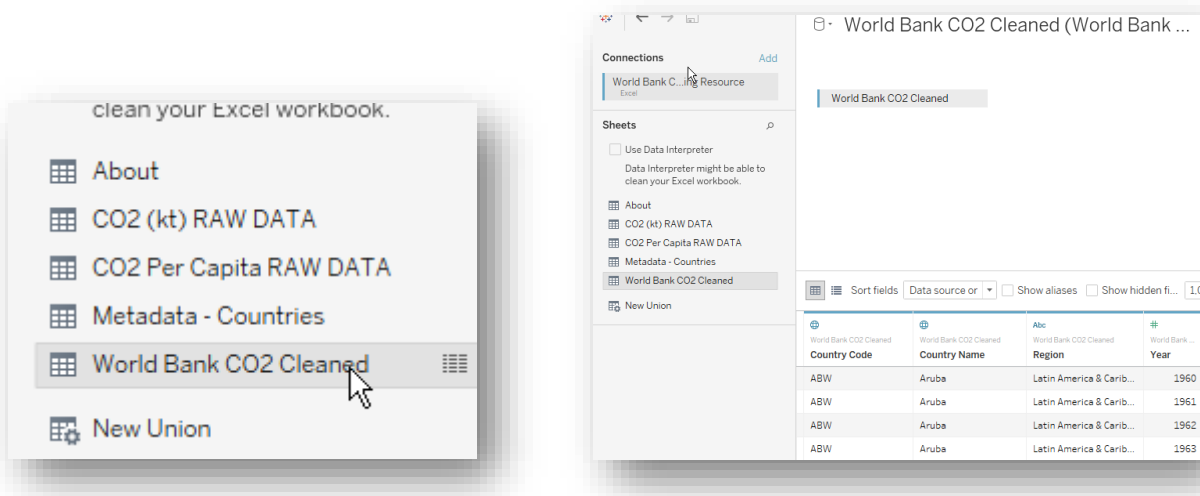 clean your Excel workbook.
About
CO2 (kt) RAW DATA
CO2 Per Capita RAW DATA
Metadata - Countries
World Bank CO2 Cleaned
New Union
World Bank CO2 Cleaned (World Bank ...
Connections Add
World Bank C...ing Resource
Excel
World Bank CO2 Cleaned
Sheets
Use Data Interpreter
Data Interpreter might be able to
clean your Excel workbook.
About
CO2 (kt) RAW DATA
CO2 Per Capita RAW DATA
Metadata - Countries
World Bank CO2 Cleaned
New Union
Sort fields Data source or Show aliases Show hidden fi... 1,0
Abc #
World Bank CO2 Cleaned World Bank CO2 Cleaned World Bank CO2 Cleaned World Bank ...
Country Code Country Name Region Year
ABW Aruba Latin America & Carib... 1960
ABW Aruba Latin America & Carib... 1961
ABW Aruba Latin America & Carib... 1962
ABW Aruba Latin America & Carib... 1963